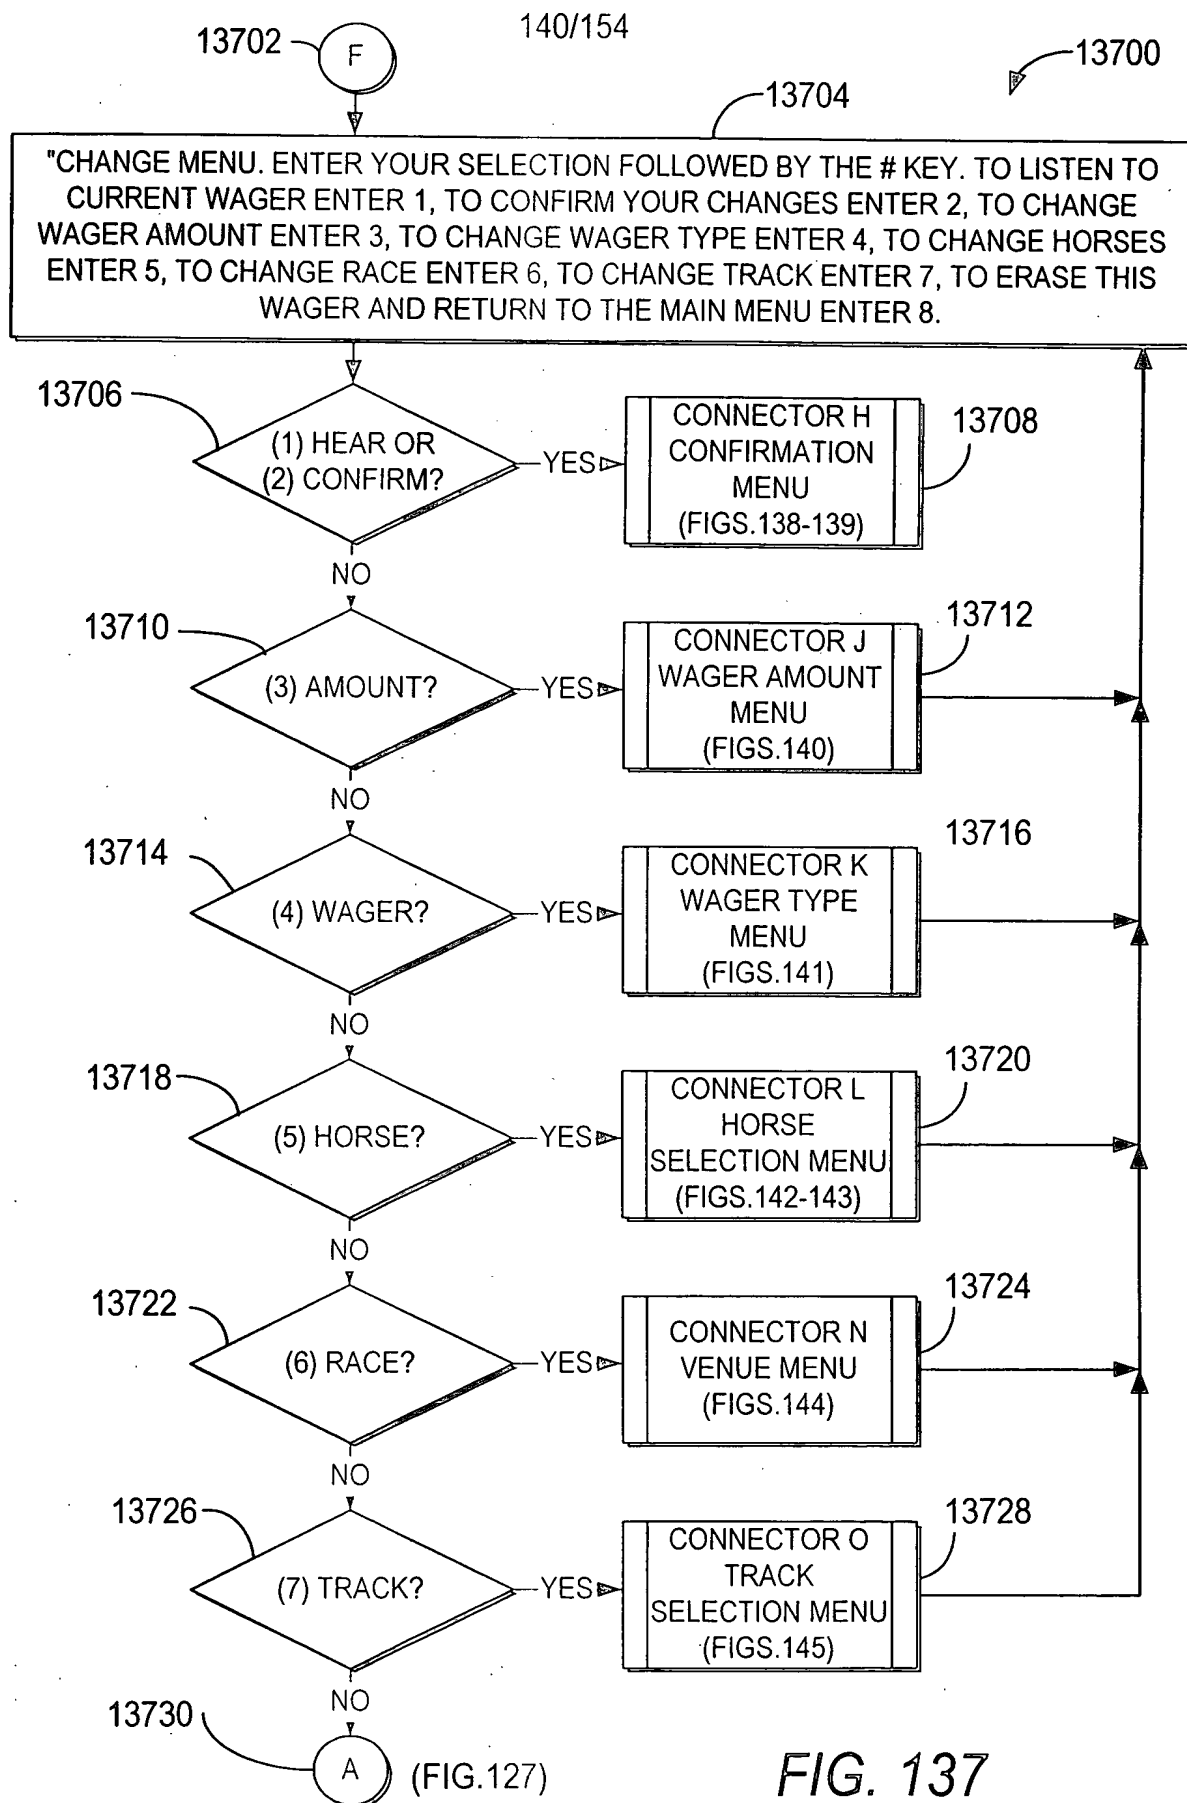 140/154
13702
F
13700
13704
"CHANGE MENU. ENTER YOUR SELECTION FOLLOWED BY THE # KEY. TO LISTEN TO
CURRENT WAGER ENTER 1, TO CONFIRM YOUR CHANGES ENTER 2, TO CHANGE
WAGER AMOUNT ENTER 3, TO CHANGE WAGER TYPE ENTER 4, TO CHANGE HORSES
ENTER 5, TO CHANGE RACE ENTER 6, TO CHANGE TRACK ENTER 7, TO ERASE THIS
WAGER AND RETURN TO THE MAIN MENU ENTER 8.
13706
(1) HEAR OR
(2) CONFIRM?
YES
CONNECTOR H
CONFIRMATION
MENU
(FIGS.138-139)
13708
NO
13710
(3) AMOUNT?
YES
CONNECTOR J
WAGER AMOUNT
MENU
(FIGS.140)
13712
NO
13714
(4) WAGER?
YES
CONNECTOR K
WAGER TYPE
MENU
(FIGS.141)
13716
NO
13718
(5) HORSE?
YES
CONNECTOR L
HORSE
SELECTION MENU
(FIGS.142-143)
13720
NO
13722
(6) RACE?
YES
CONNECTOR N
VENUE MENU
(FIGS.144)
13724
NO
13726
(7) TRACK?
YES
CONNECTOR O
TRACK
SELECTION MENU
(FIGS.145)
13728
NO
13730
A
(FIG.127)
FIG. 137